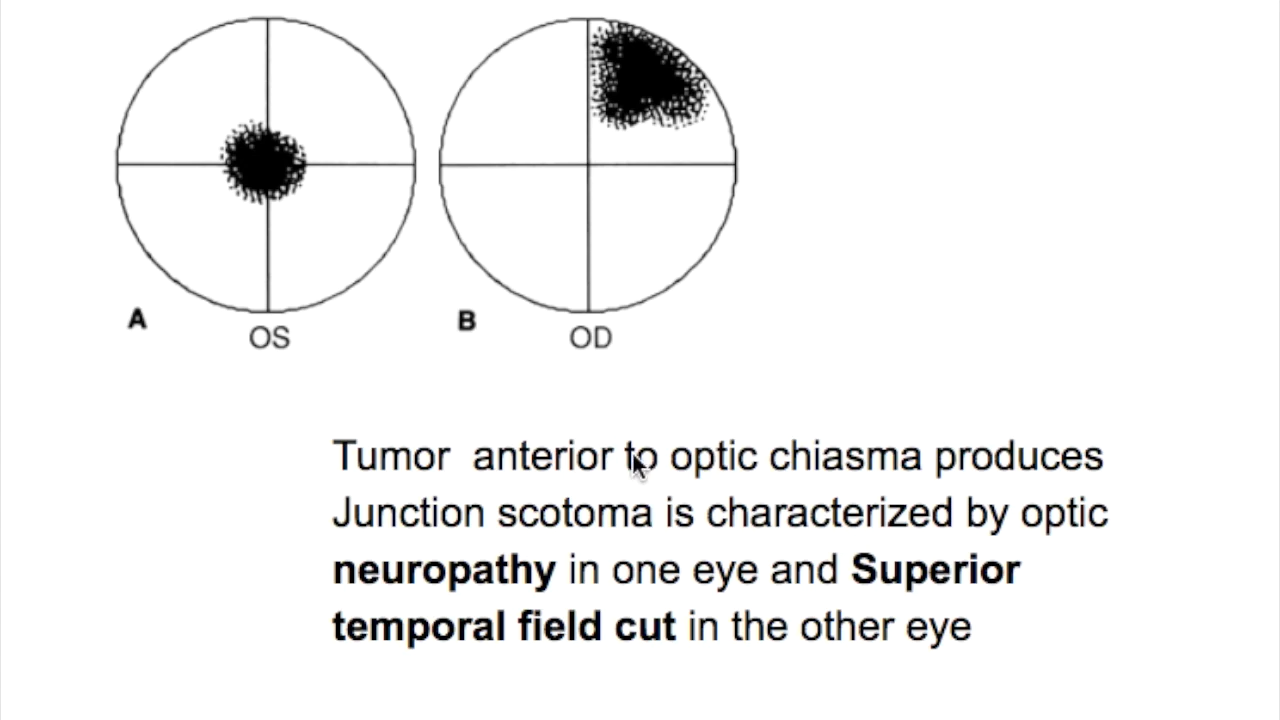 A
B
OS
OD
Tumor anterior to optic chiasma produces
Junction scotoma is characterized by optic
neuropathy in one eye and Superior
temporal field cut in the other eye